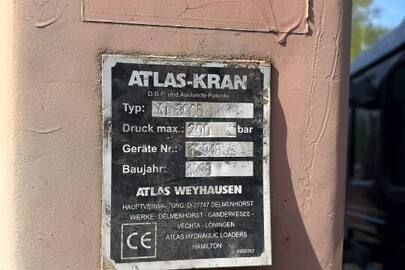 ATLAS-KRAN
D.B.P. und Auslands-Patente
Typ:
Druck max.: 200 bar
Geräte Nr.:
Baujahr:
ATLAS WEYHAUSEN
HAUPTVERWALTUNG: D-27747 DELMENHORST
WERKE: DELMENHORST - GANDERKESEE -
VECHTA - LÖNINGEN
ATLAS HYDRAULIC LOADERS
HAMILTON
CE